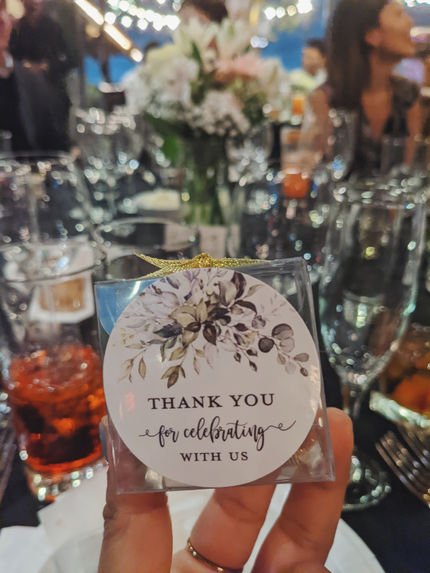 THANK YOU
for celebrating
WITH US